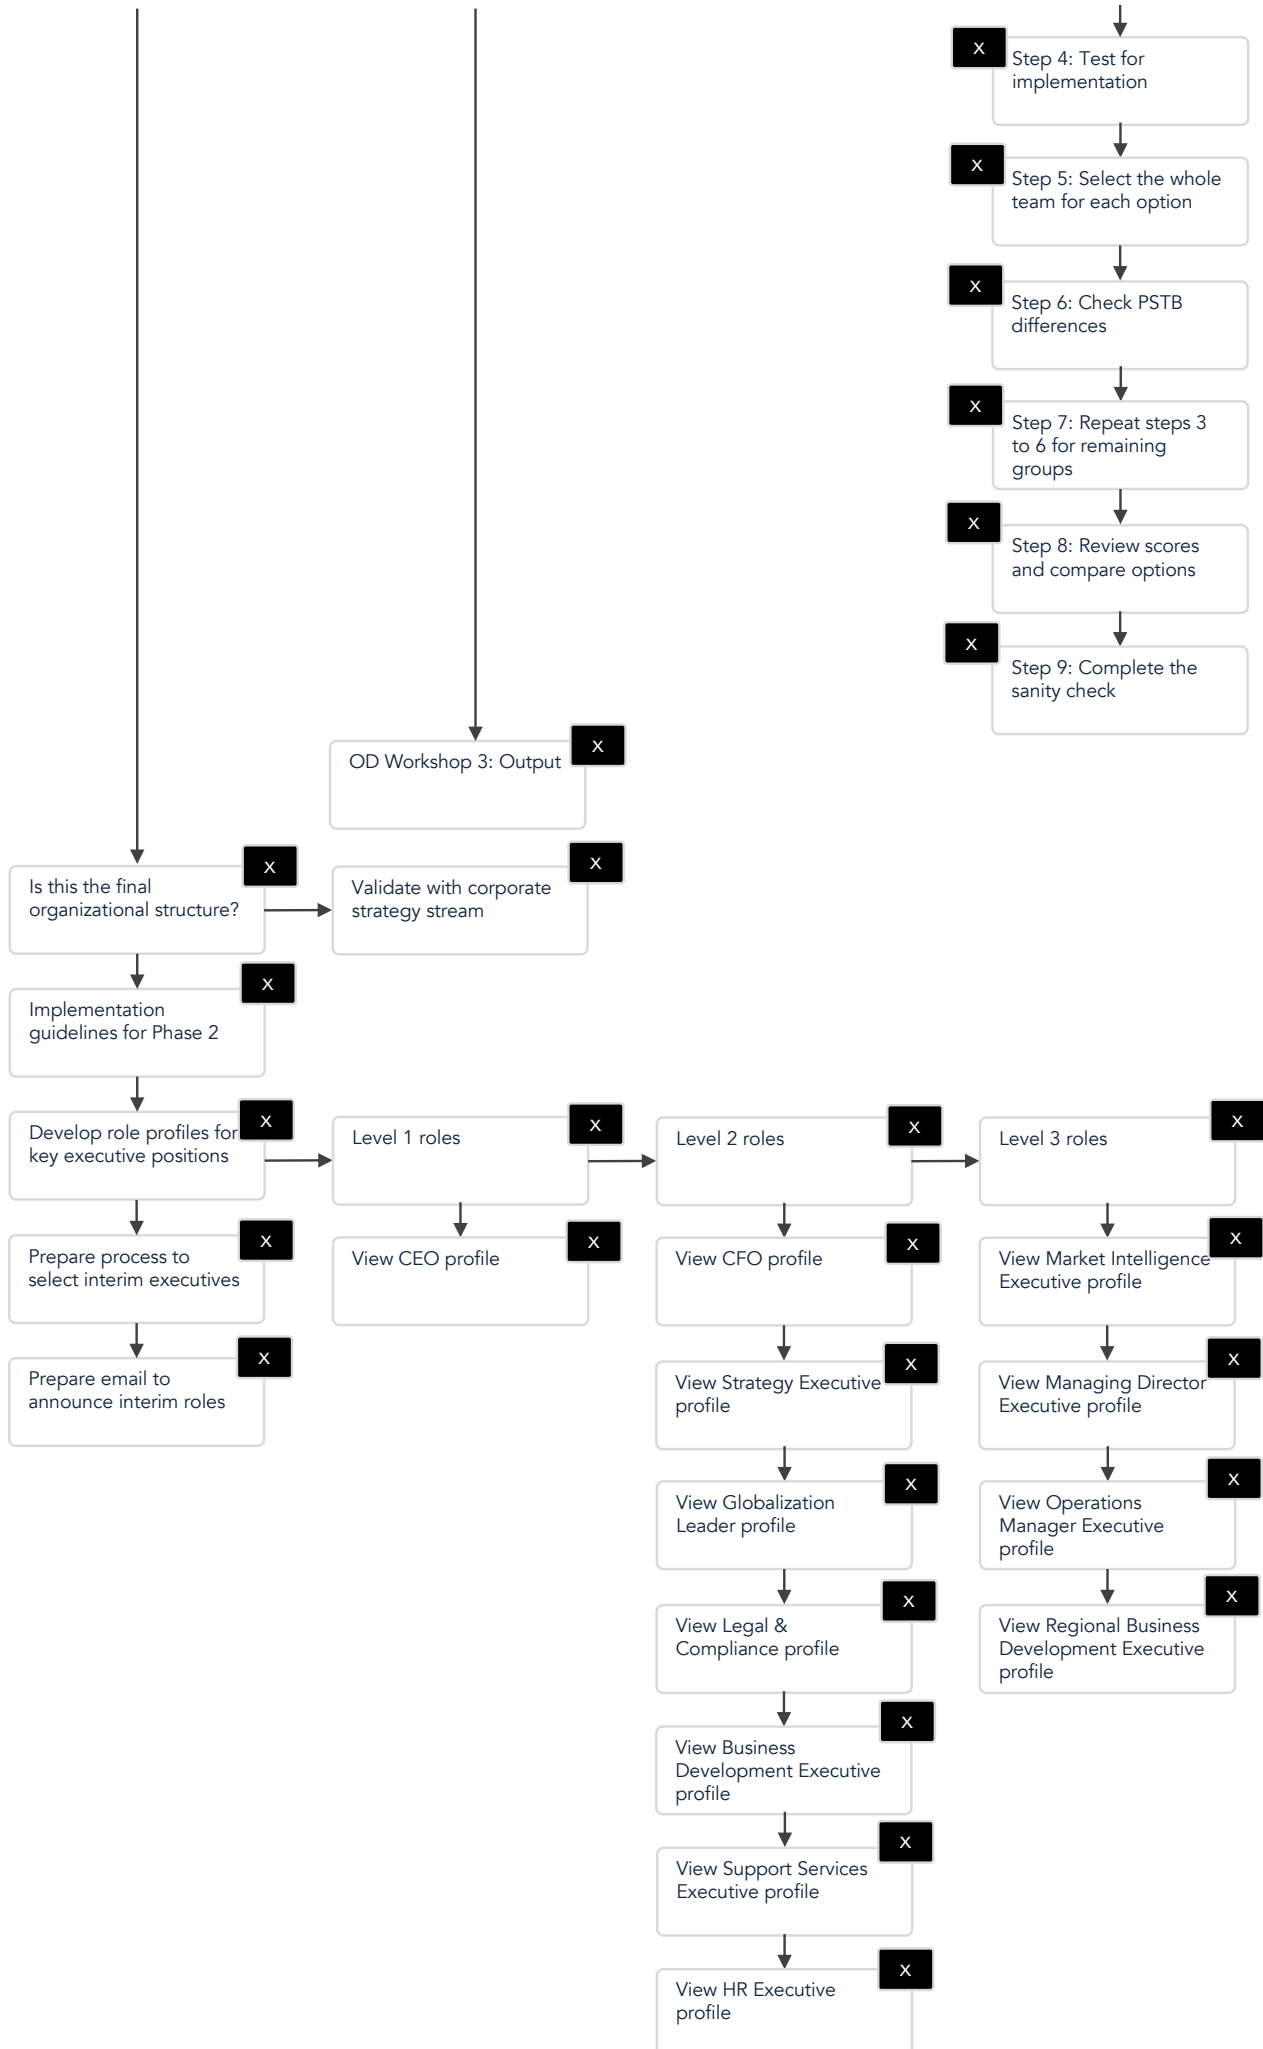 x
Step 4: Test for
implementation
x
Step 5: Select the whole
team for each option
x
Step 6: Check PSTB
differences
x
Step 7: Repeat steps 3
to 6 for remaining
groups
x
Step 8: Review scores
and compare options
x
Step 9: Complete the
sanity check
x
OD Workshop 3: Output
x
Is this the final
organizational structure?
x
Validate with corporate
strategy stream
x
Implementation
guidelines for Phase 2
x
Develop role profiles for
key executive positions
x
Level 1 roles
x
Level 2 roles
x
Level 3 roles
x
Prepare process to
select interim executives
x
View CEO profile
x
View CFO profile
x
View Market Intelligence
Executive profile
x
Prepare email to
announce interim roles
x
View Strategy Executive
profile
x
View Managing Director
Executive profile
x
View Globalization
Leader profile
x
View Operations
Manager Executive
profile
x
View Legal &
Compliance profile
x
View Regional Business
Development Executive
profile
x
View Business
Development Executive
profile
x
View Support Services
Executive profile
x
View HR Executive
profile